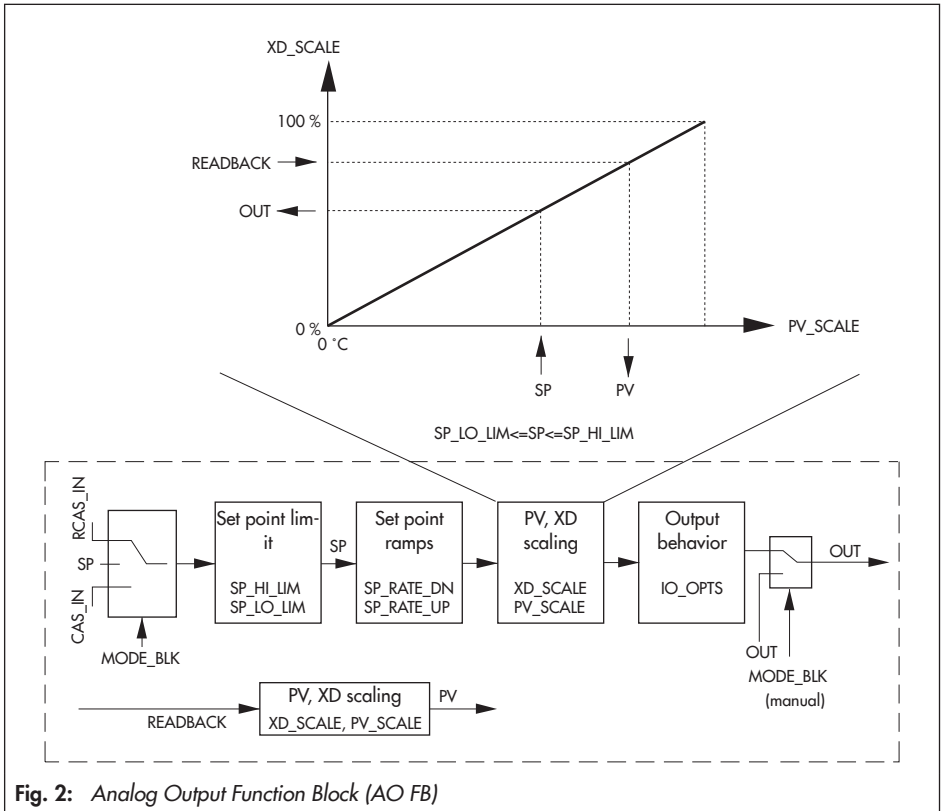 XD_SCALE
100 %
READBACK
OUT
0 %
0 °C
PV_SCALE
SP
PV
SP_LO_LIM<=SP<=SP_HI_LIM
RCAS_IN
SP
CAS_IN
MODE_BLK
Set point lim-
it
SP_HI_LIM
SP_LO_LIM
SP
Set point
ramps
SP_RATE_DN
SP_RATE_UP
PV, XD
scaling
XD_SCALE
PV_SCALE
Output
behavior
IO_OPTS
OUT
OUT
MODE_BLK
(manual)
READBACK
PV, XD scaling
XD_SCALE, PV_SCALE
PV
Fig. 2: Analog Output Function Block (AO FB)